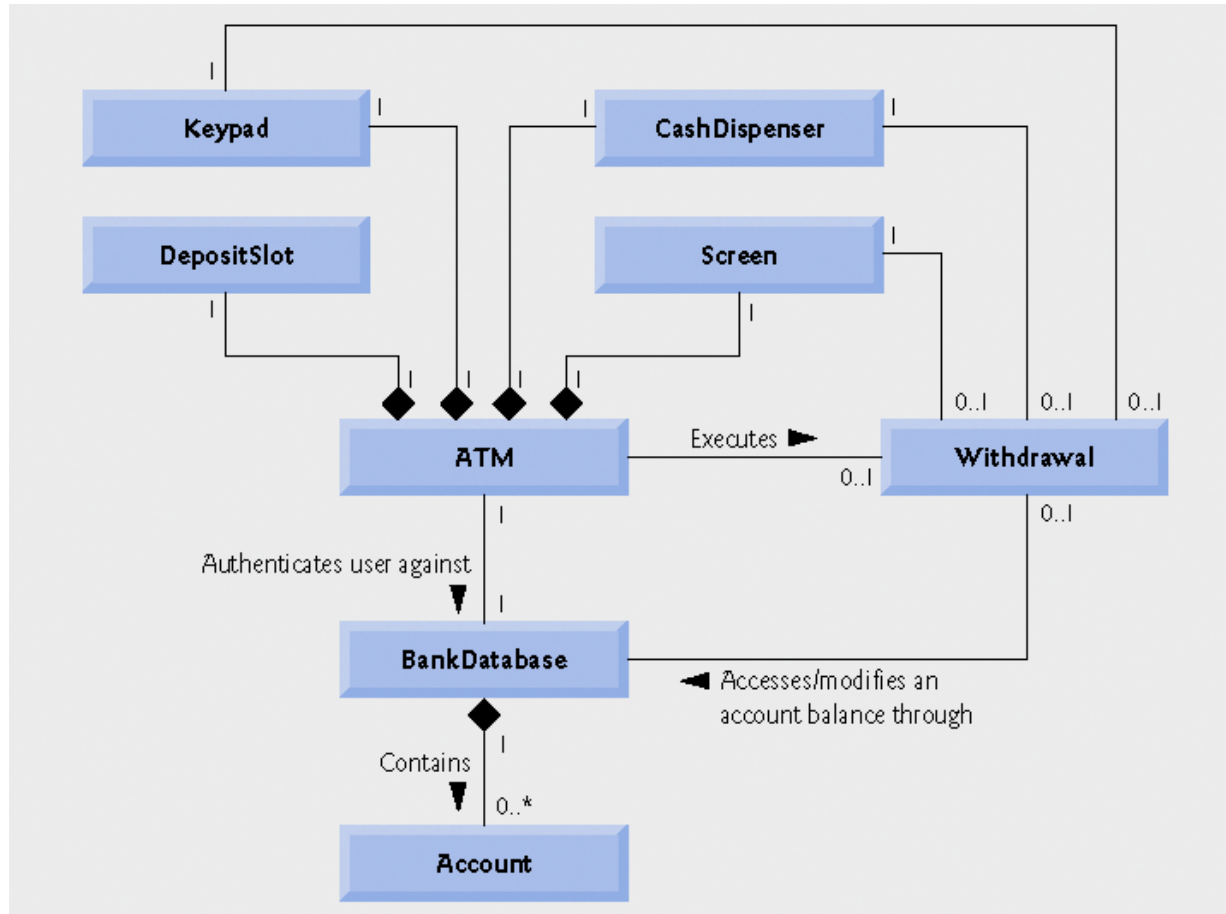 1
Keypad
1
1
CashDispenser
1
DepositSlot
1
Screen
1
1
1
1
1
1
0..1
0..1
0..1
ATM
Executes
0..1
Withdrawal
1
0..1
Authenticates user against
1
BankDatabase
Accesses/modifies an
account balance through
1
Contains
0..*
Account